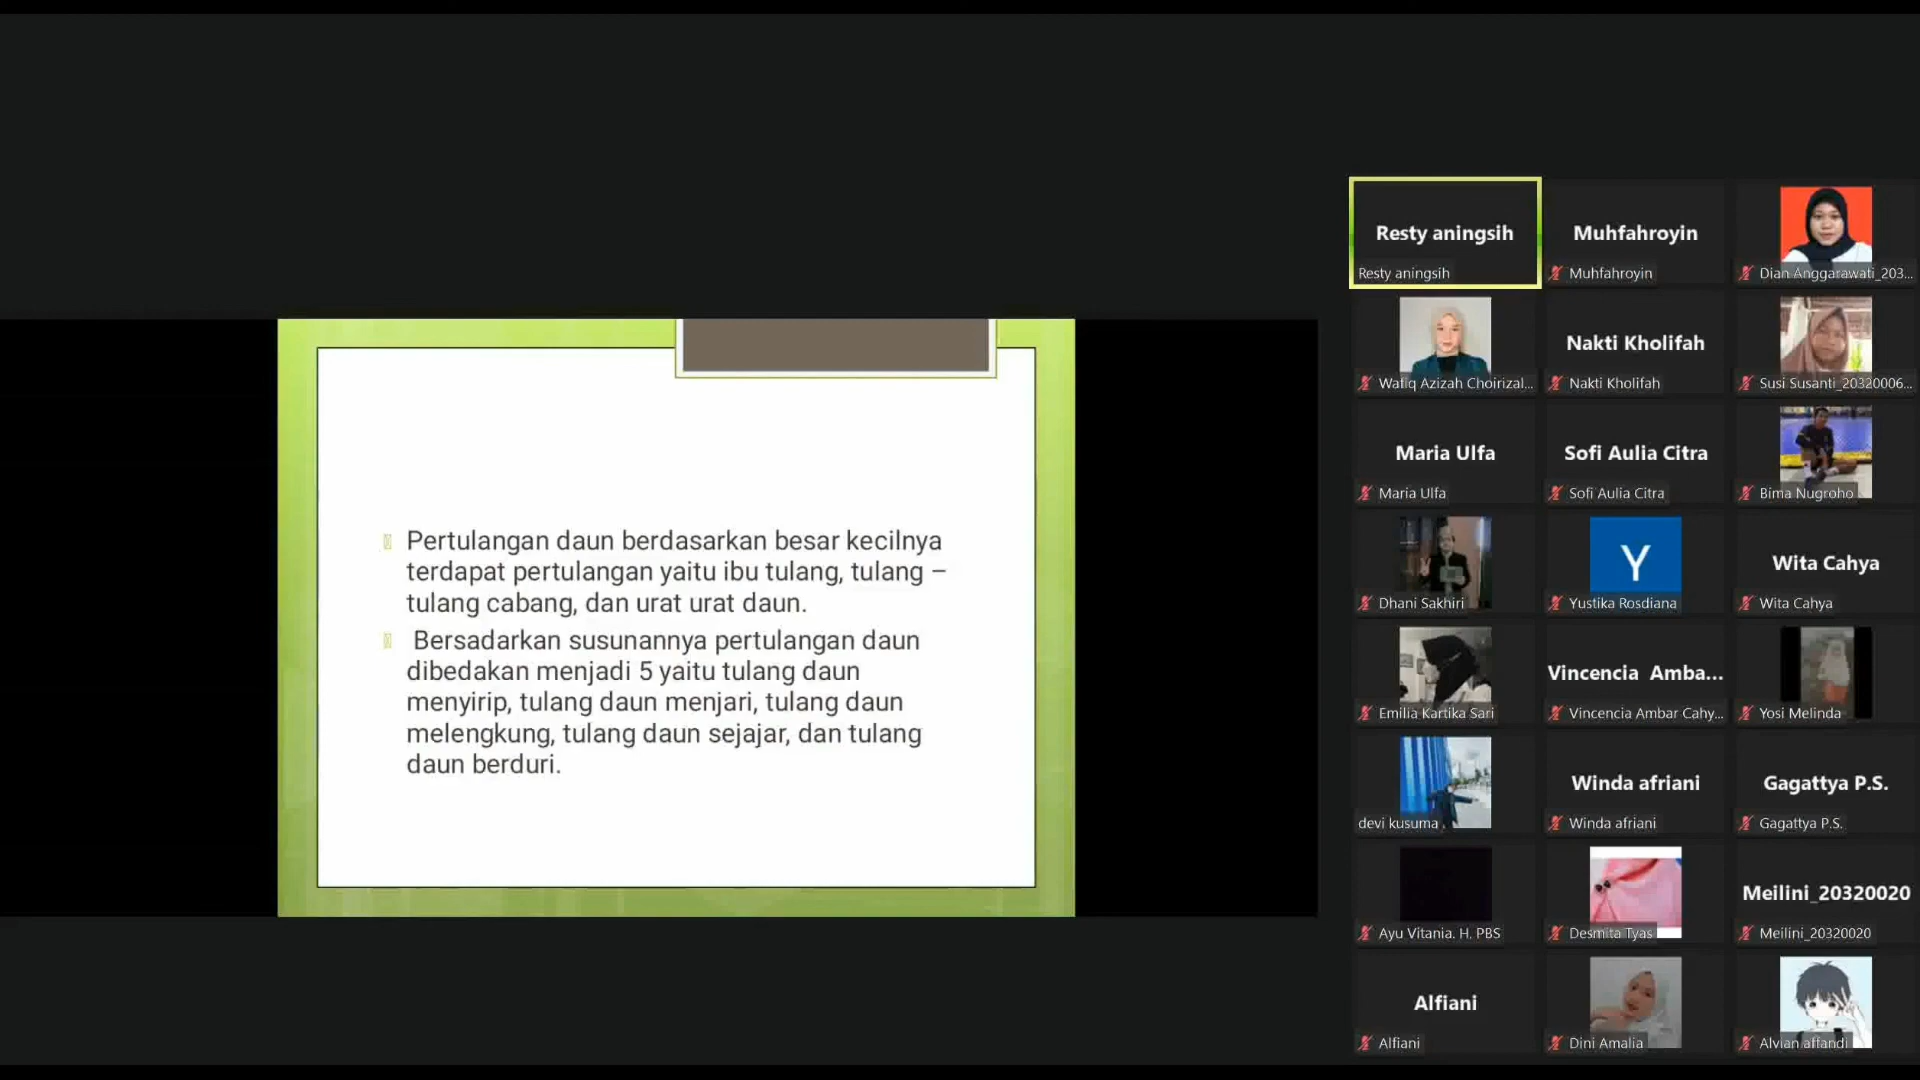 Pertulangan daun berdasarkan besar kecilnya
terdapat pertulangan yaitu ibu tulang, tulang –
tulang cabang, dan urat urat daun.
Bersadarkan susunannya pertulangan daun
dibedakan menjadi 5 yaitu tulang daun
menyirip, tulang daun menjari, tulang daun
melengkung, tulang daun sejajar, dan tulang
daun berduri.
Resty aningsih
Resty aningsih
Muhfahroyin
Muhfahroyin
Dian Anggarawati_203...
Wafiq Azizah Choirizal...
Nakti Kholifah
Nakti Kholifah
Susi Susanti_20320006...
Maria Ulfa
Maria Ulfa
Sofi Aulia Citra
Sofi Aulia Citra
Bima Nugroho
Dhani Sakhiri
Y
Yustika Rosdiana
Wita Cahya
Wita Cahya
Emilia Kartika Sari
Vincencia Amba...
Vincencia Ambar Cahy...
Yosi Melinda
devi kusuma
Winda afriani
Winda afriani
Gagattya P.S.
Gagattya P.S.
Ayu Vitania. H. PBS
Desmita Tyas
Meilini_20320020
Meilini_20320020
Alfiani
Alfiani
Dini Amalia
Alvian affandi